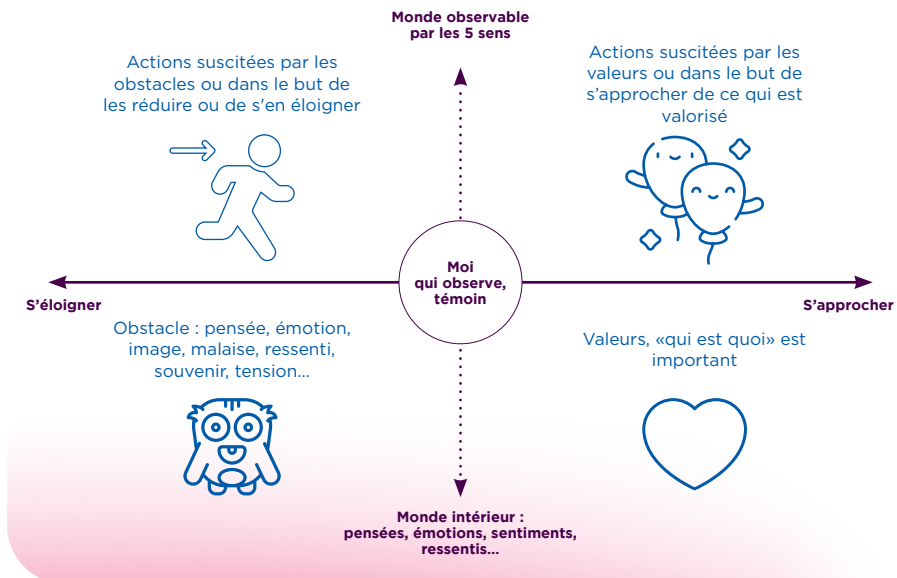 Monde observable
par les 5 sens
Actions suscitées par les
obstacles ou dans le but de
les réduire ou de s'en éloigner
Actions suscitées par les
valeurs ou dans le but de
s’approcher de ce qui est
valorisé
Moi
qui observe,
témoin
S’éloigner
S’approcher
Obstacle : pensée, émotion,
image, malaise, ressenti,
souvenir, tension...
Valeurs, «qui est quoi» est
important
Monde intérieur :
pensées, émotions, sentiments,
ressentis...